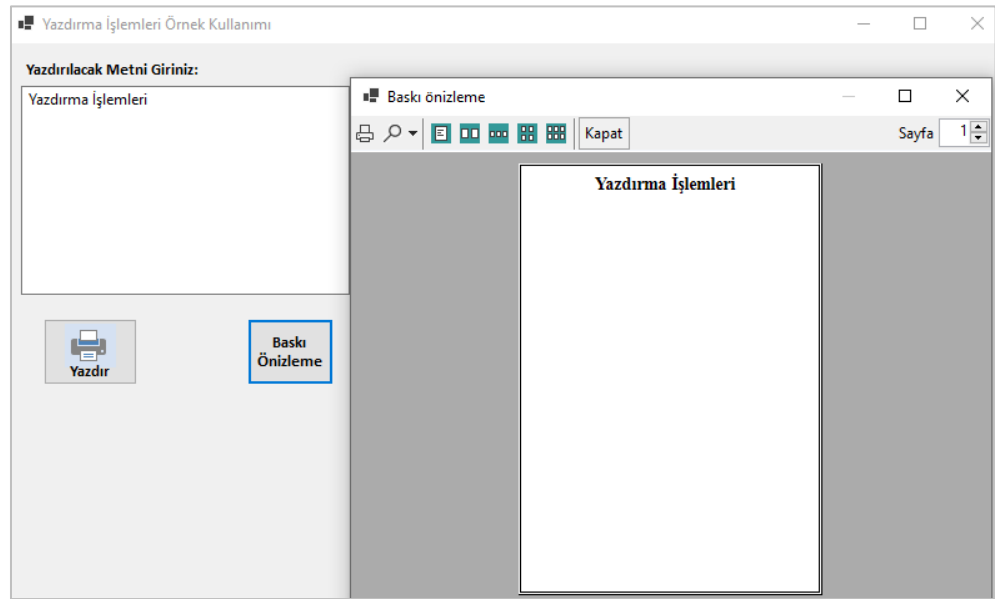 Yazdırma İşlemleri Örnek Kullanımı
Yazdırılacak Metni Giriniz:
Yazdırma İşlemleri
Yazdır
Baskı
Önizleme
Baskı önizleme
Kapat
Sayfa 1
Yazdırma İşlemleri